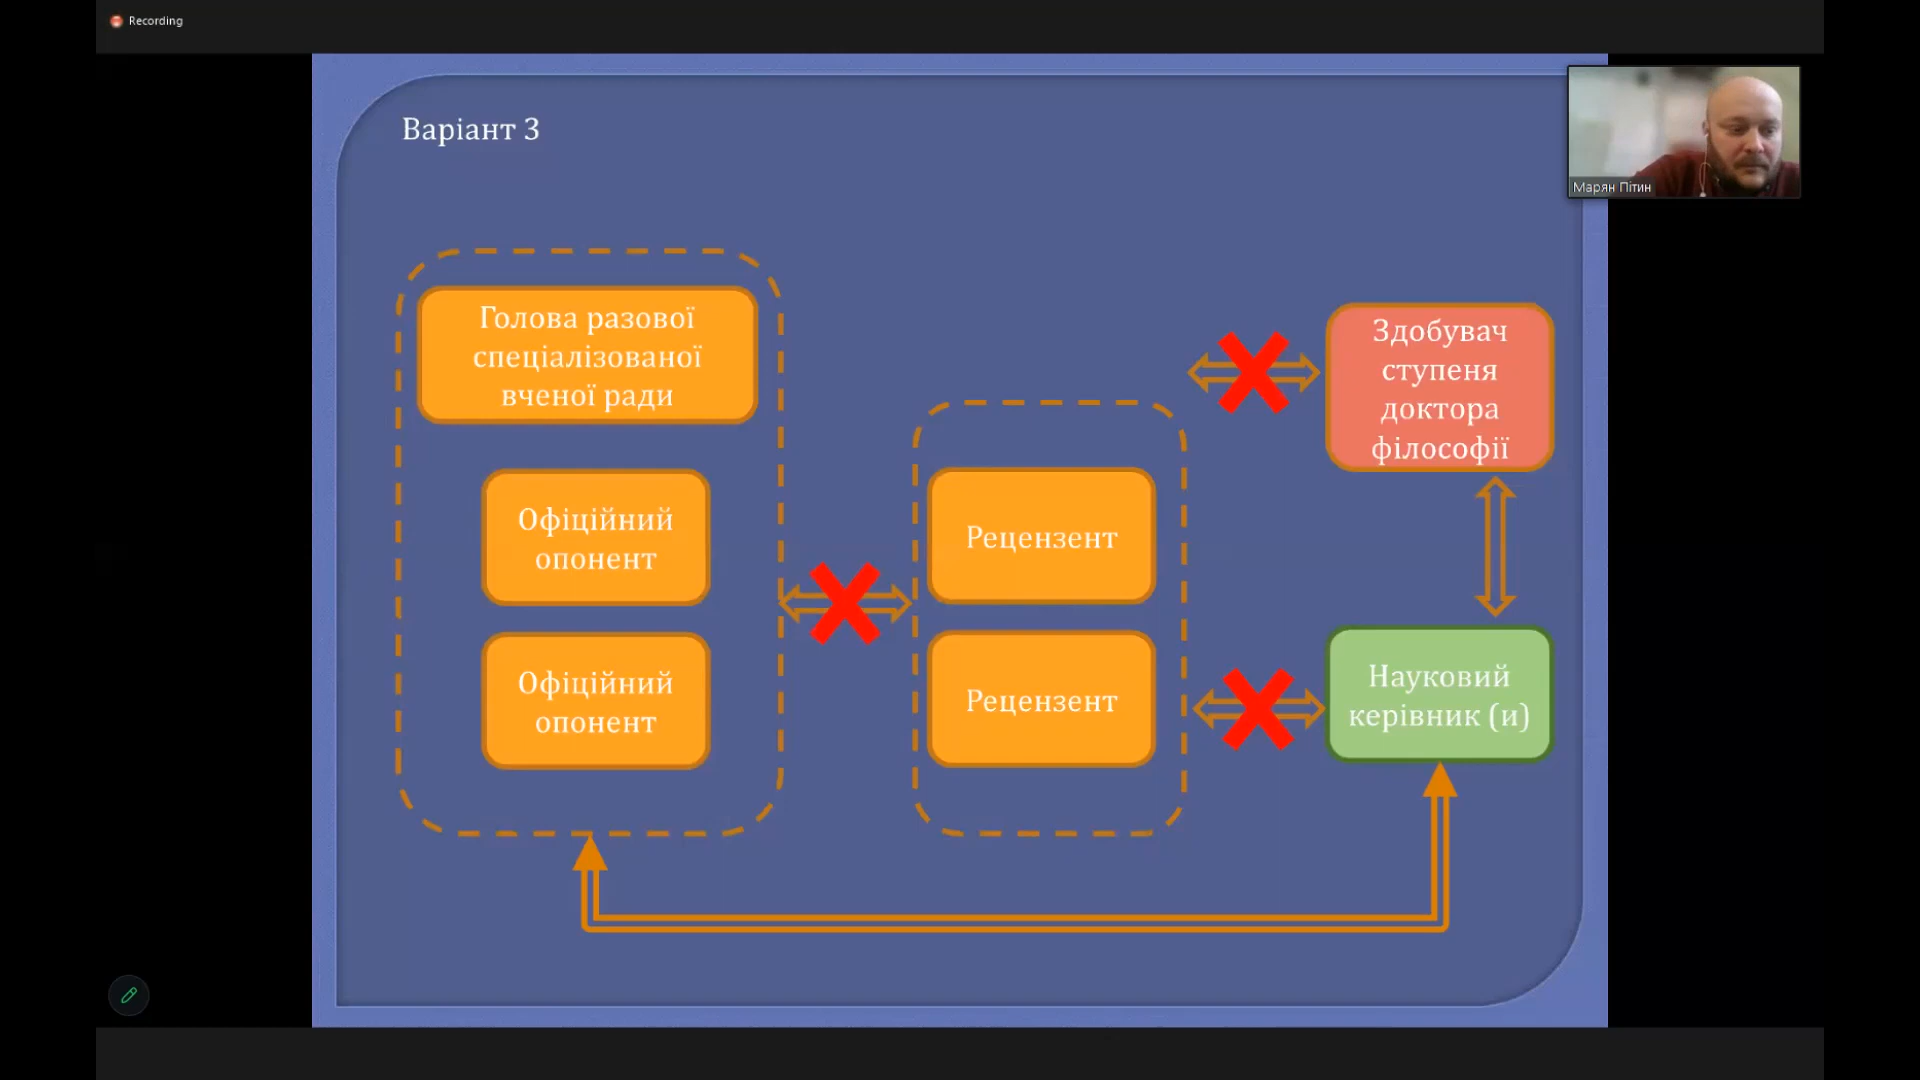 Recording
Варіант 3
Марян Пітин
Голова разової
спеціалізованої
вченої ради
Офіційний
опонент
Офіційний
опонент
Рецензент
Рецензент
Здобувач
ступеня
доктора
філософії
Науковий
керівник (и)